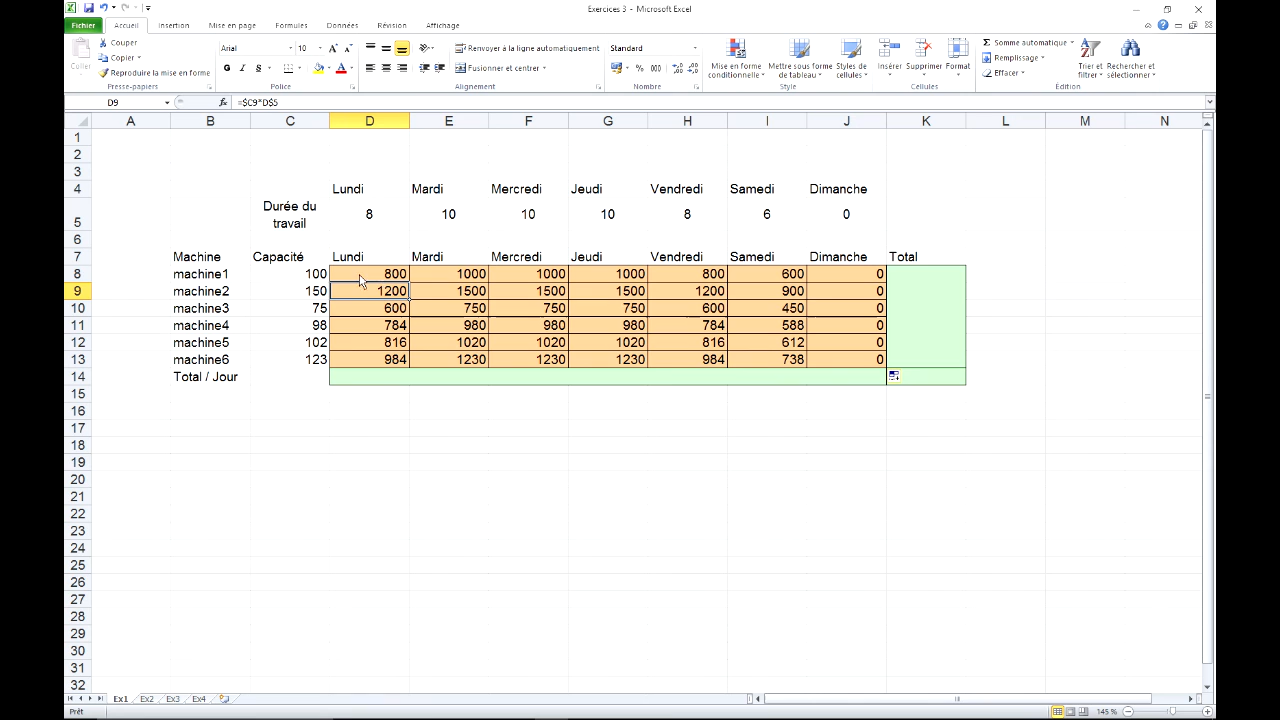 Exercices 3 - Microsoft Excel
Fichier Accueil Insertion Mise en page Formules Données Révision Affichage
Coller
Couper
Copier
Reproduire la mise en forme
Presse-papiers
Arial 10
G I S
Police
Renvoyer à la ligne automatiquement
Fusionner et centrer
Alignement
Standard
% 000
Nombre
Mise en forme conditionnelle
Mettre sous forme de tableau
Styles de cellules
Style
Insérer Supprimer Format
Cellules
Somme automatique
Remplissage
Effacer
Trier et filtrer
Rechercher et sélectionner
Édition
D9 fx =$C9*D$5
A B C D E F G H I J K L M N
1
2
3
4 Lundi Mardi Mercredi Jeudi Vendredi Samedi Dimanche
5 Durée du travail 8 10 10 10 8 6 0
6
7 Machine Capacité Lundi Mardi Mercredi Jeudi Vendredi Samedi Dimanche Total
8 machine1 100 800 1000 1000 1000 800 600 0
9 machine2 150 1200 1500 1500 1500 1200 900 0
10 machine3 75 600 750 750 750 600 450 0
11 machine4 98 784 980 980 980 784 588 0
12 machine5 102 816 1020 1020 1020 816 612 0
13 machine6 123 984 1230 1230 1230 984 738 0
14 Total / Jour
15
16
17
18
19
20
21
22
23
24
25
26
27
28
29
30
31
32
Ex1 Ex2 Ex3 Ex4
Prêt 145 %